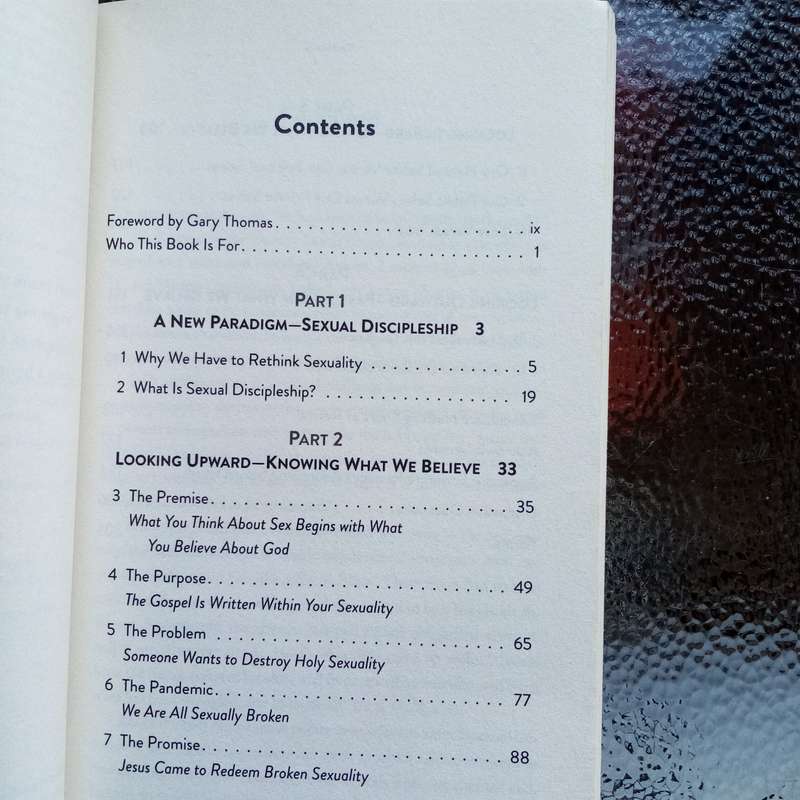 Contents
Foreword by Gary Thomas. . . . . . . . . . . . . . . . . . . . . . . ix
Who This Book Is For. . . . . . . . . . . . . . . . . . . . . . . . . . 1
Part 1
A New Paradigm—Sexual Discipleship 3
1 Why We Have to Rethink Sexuality . . . . . . . . . . . . . . 5
2 What Is Sexual Discipleship? . . . . . . . . . . . . . . . . . 19
Part 2
Looking Upward—Knowing What We Believe 33
3 The Premise. . . . . . . . . . . . . . . . . . . . . . . . . . . . 35
What You Think About Sex Begins with What
You Believe About God
4 The Purpose. . . . . . . . . . . . . . . . . . . . . . . . . . . . 49
The Gospel Is Written Within Your Sexuality
5 The Problem . . . . . . . . . . . . . . . . . . . . . . . . . . . 65
Someone Wants to Destroy Holy Sexuality
6 The Pandemic. . . . . . . . . . . . . . . . . . . . . . . . . . . 77
We Are All Sexually Broken
7 The Promise. . . . . . . . . . . . . . . . . . . . . . . . . . . . 88
Jesus Came to Redeem Broken Sexuality